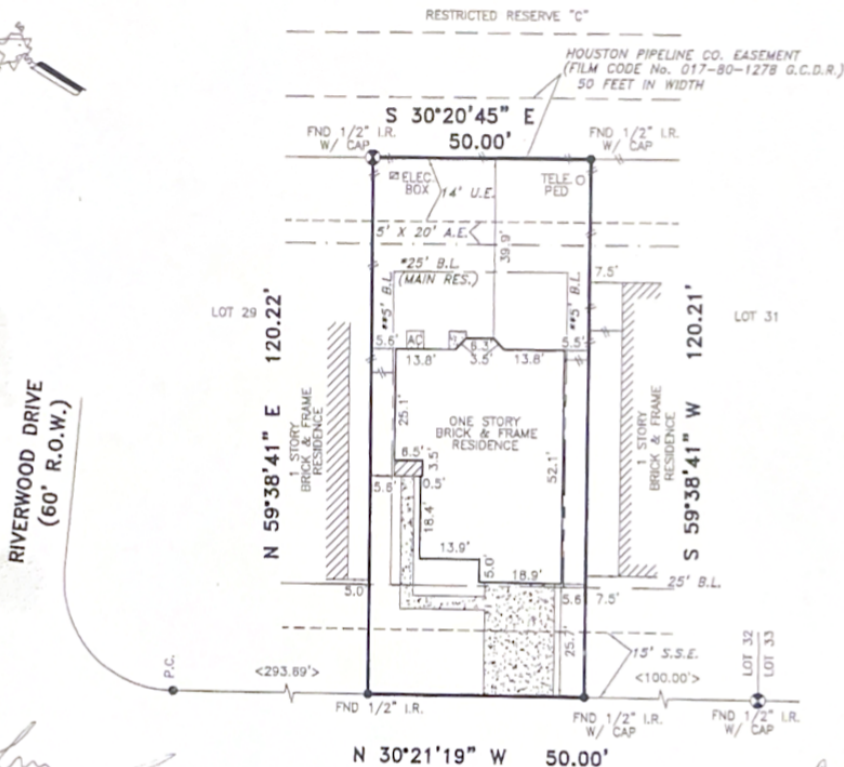 RESTRICTED RESERVE "C"
HOUSTON PIPELINE CO. EASEMENT
(FILM CODE No. 017-80-1278 G.C.D.R.)
50 FEET IN WIDTH
S 30°20'45" E
50.00'
FND 1/2" I.R.
W/ CAP
FND 1/2" I.R.
W/ CAP
ELEC.
BOX
14' U.E.
TELE.
PED
5' X 20' A.E.
39.9'
*25' B.L.
(MAIN RES.)
**5' B.L.
**5' B.L.
7.5'
LOT 29
LOT 31
N 59°38'41" E 120.22'
S 59°38'41" W 120.21'
5.6'
AC
6.3'
5.5'
13.8'
3.5'
13.8'
RIVERWOOD DRIVE
(60' R.O.W.)
1 STORY
BRICK & FRAME
RESIDENCE
25.1'
ONE STORY
BRICK & FRAME
RESIDENCE
1 STORY
BRICK & FRAME
RESIDENCE
52.1'
6.5'
3.5'
5.6'
0.5'
18.4'
13.9'
5.0'
18.9'
25' B.L.
5.0'
5.6'
7.5'
25.7'
15' S.S.E.
LOT 32
LOT 33
P.C.
<293.69'>
<100.00'>
FND 1/2" I.R.
FND 1/2" I.R.
W/ CAP
FND 1/2" I.R.
W/ CAP
N 30°21'19" W 50.00'